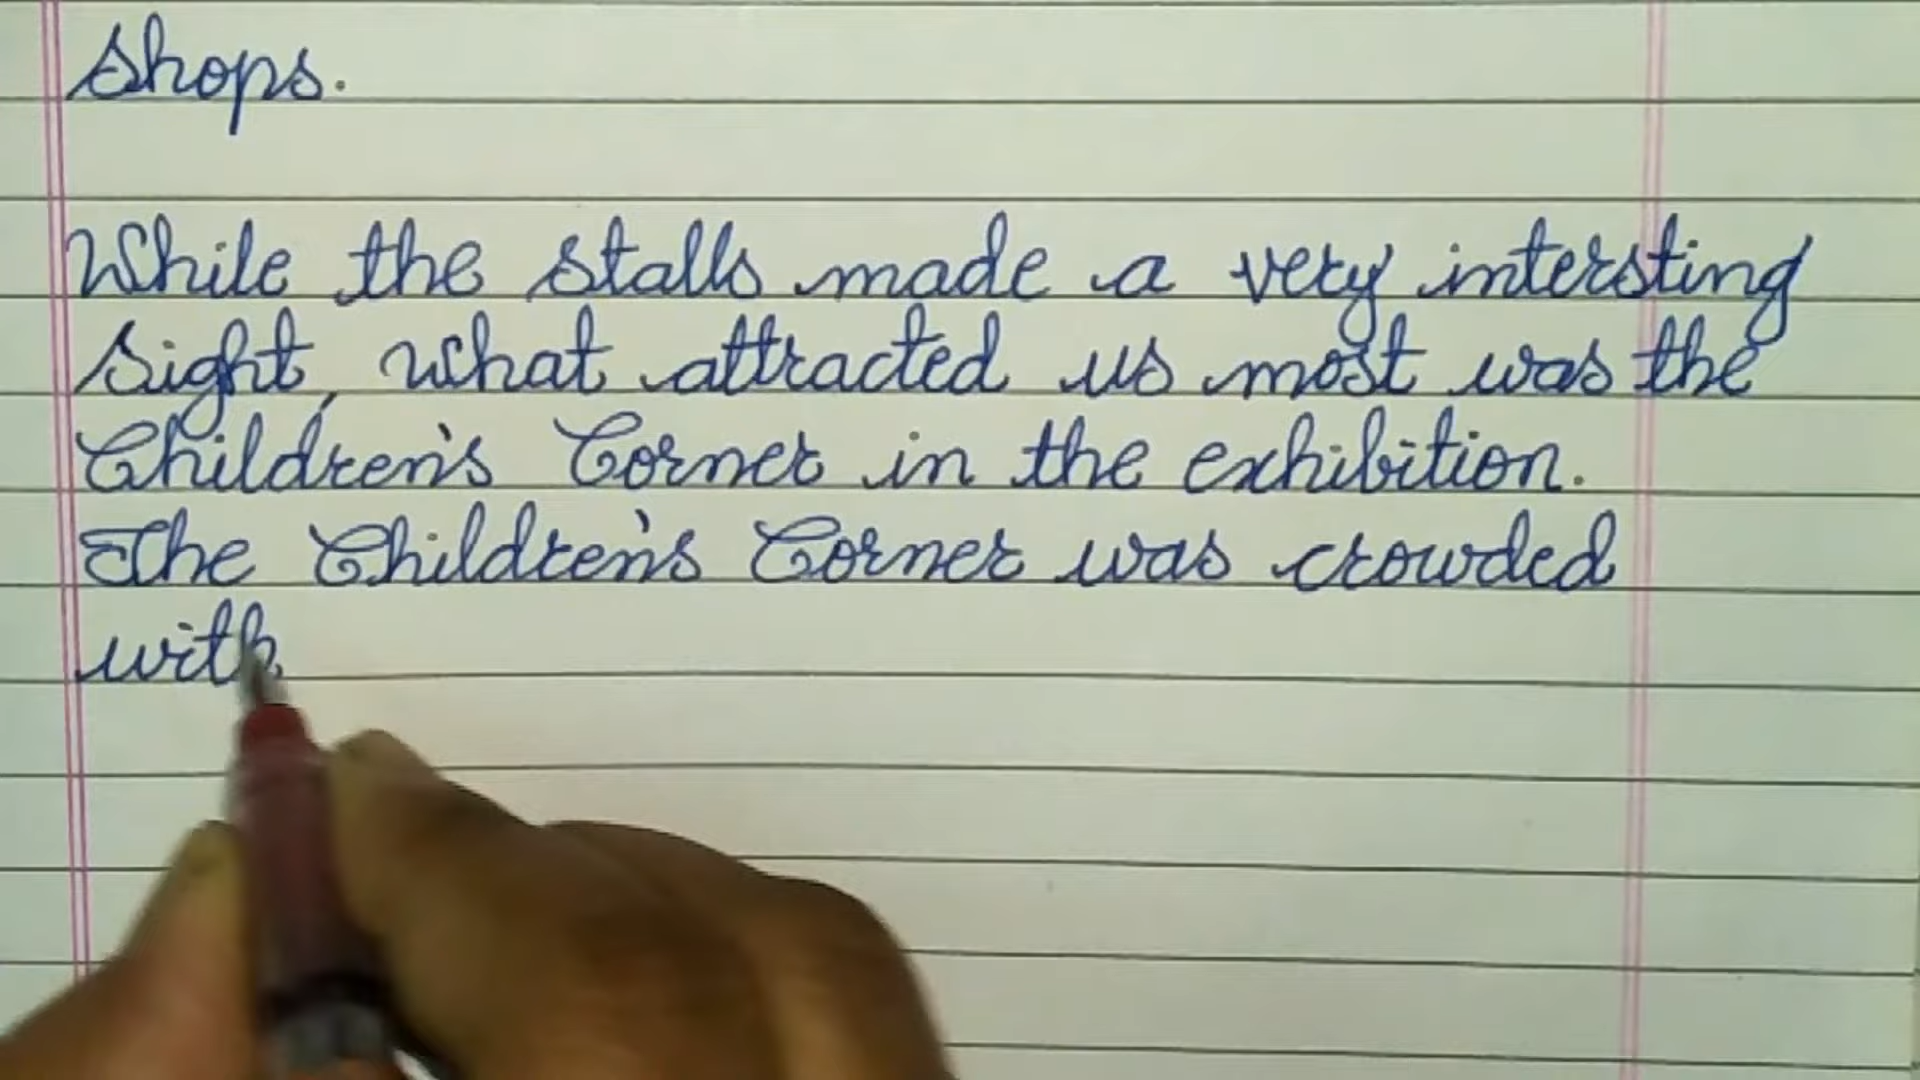 shops.
While the stalls made a very intersting
sight, what attracted us most was the
Children's Corner in the exhibition.
The Children's Corner was crowded
with